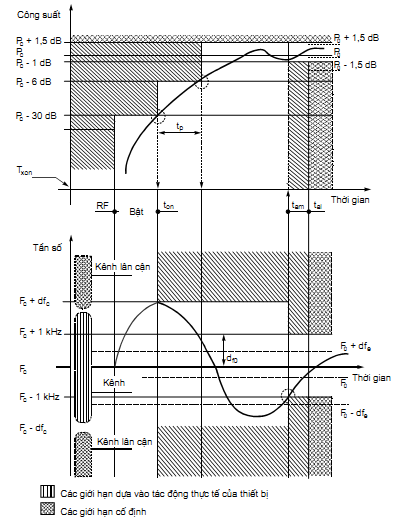 Công suất
Pc + 1,5 dB
Pc
Pc - 1 dB
Pc - 6 dB
Pc - 30 dB
Txon
Pc + 1,5 dB
Pc
Pc - 1,5 dB
tp
Thời gian
RF
Bật
ton
tam
tal
Tần số
Kênh lân cận
Fc + dfc
Fc + 1 kHz
Fc
Fc - 1 kHz
Fc - dfc
df0
Fc + dfe
Fc
Thời gian
Fc - dfe
Kênh
Kênh lân cận
Các giới hạn dựa vào tác động thực tế của thiết bị
Các giới hạn cố định